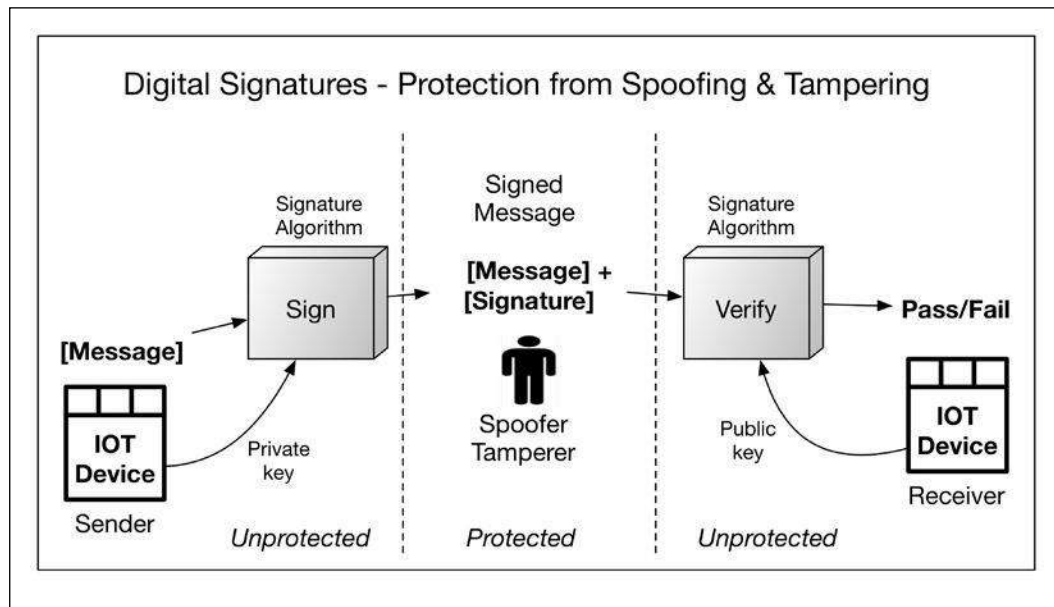 Digital Signatures - Protection from Spoofing & Tampering
Signature
Algorithm
Sign
[Message]
IOT
Device
Sender
Private
key
Unprotected
Signed
Message
[Message] +
[Signature]
Spoofer
Tamperer
Protected
Signature
Algorithm
Verify
Pass/Fail
Public
key
IOT
Device
Receiver
Unprotected